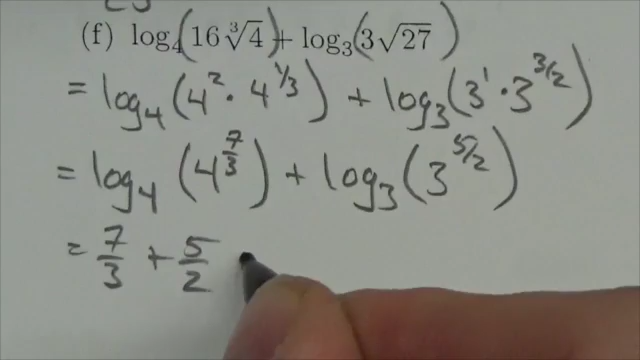 (f) log₄(16 ∛4) + log₃(3√27)
= log₄(4² · 4^(1/3)) + log₃(3¹ · 3^(3/2))
= log₄(4^(7/3)) + log₃(3^(5/2))
= 7/3 + 5/2